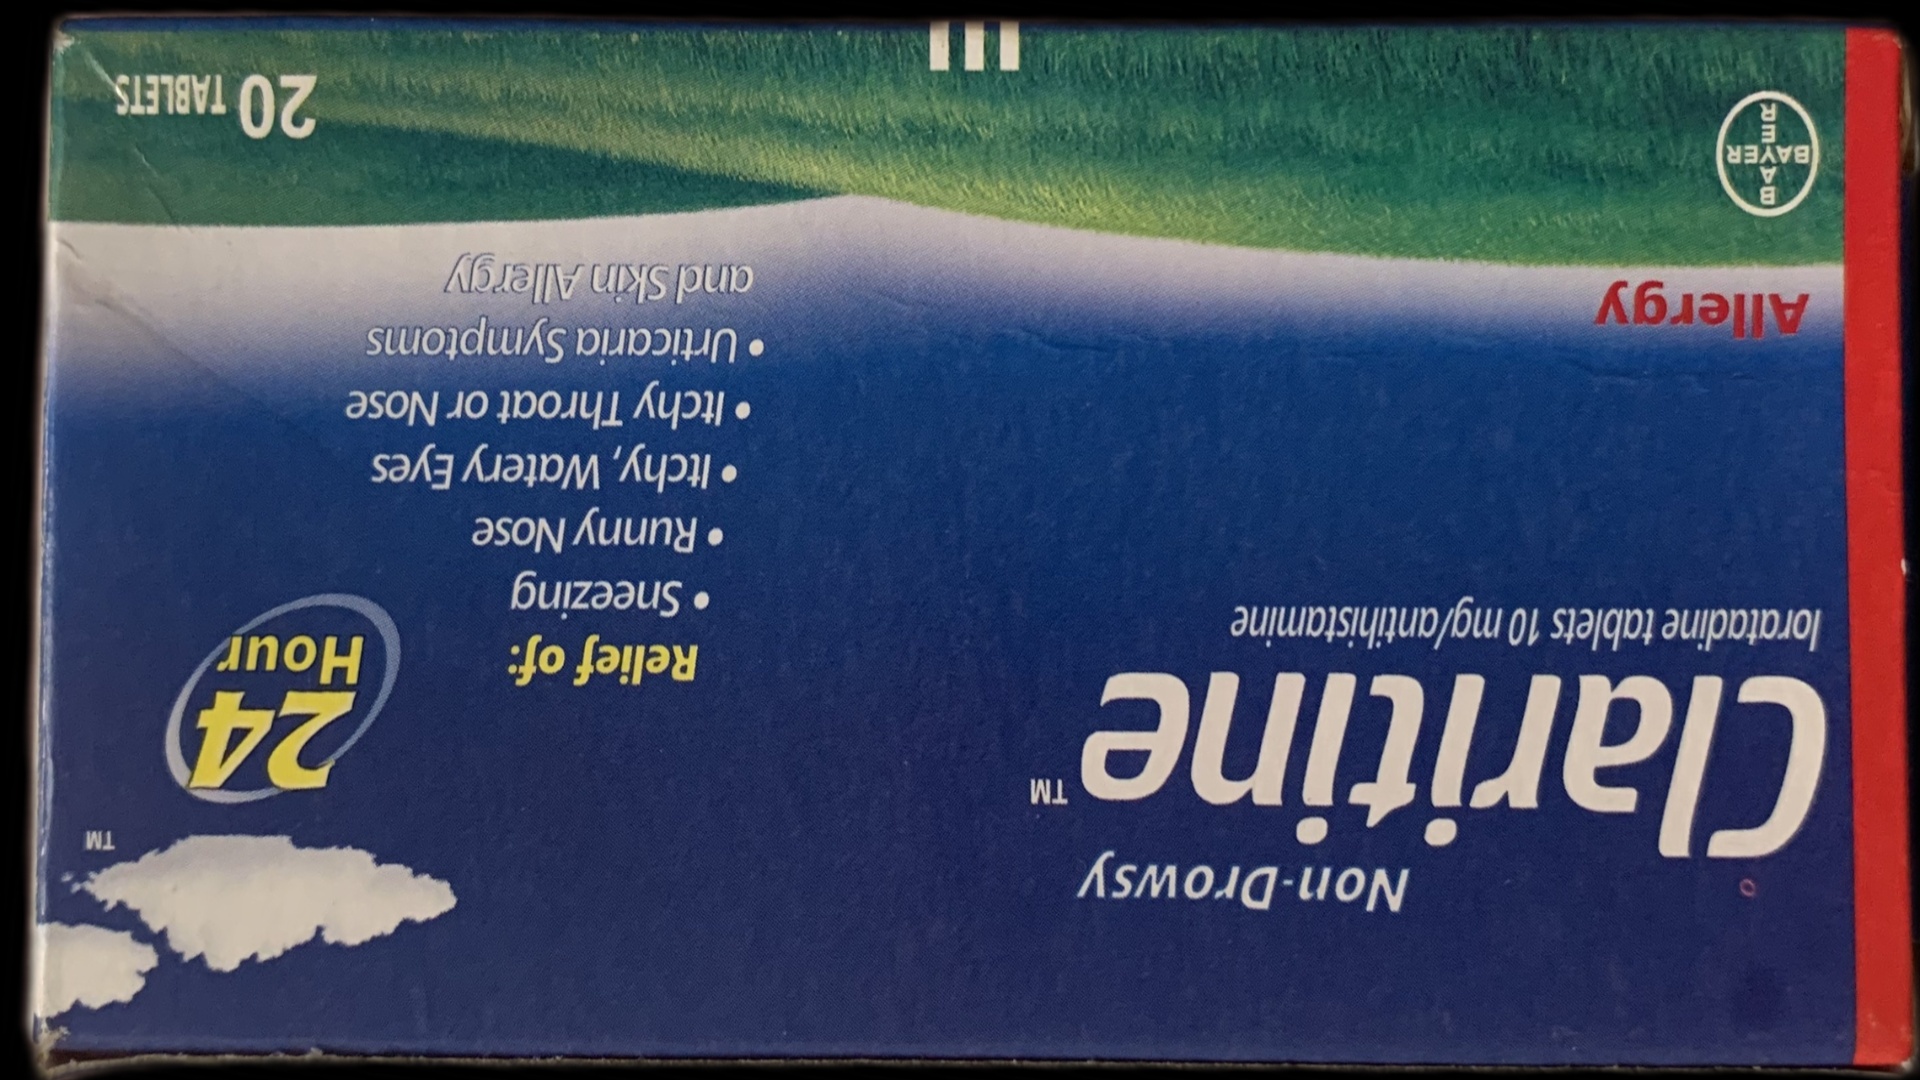 Non-Drowsy
Claritine™
loratadine tablets 10 mg/antihistamine
Allergy
™
24
Hour
Relief of:
• Sneezing
• Runny Nose
• Itchy, Watery Eyes
• Itchy Throat or Nose
• Urticaria Symptoms
and Skin Allergy
BAYER
BAYER
20 TABLETS